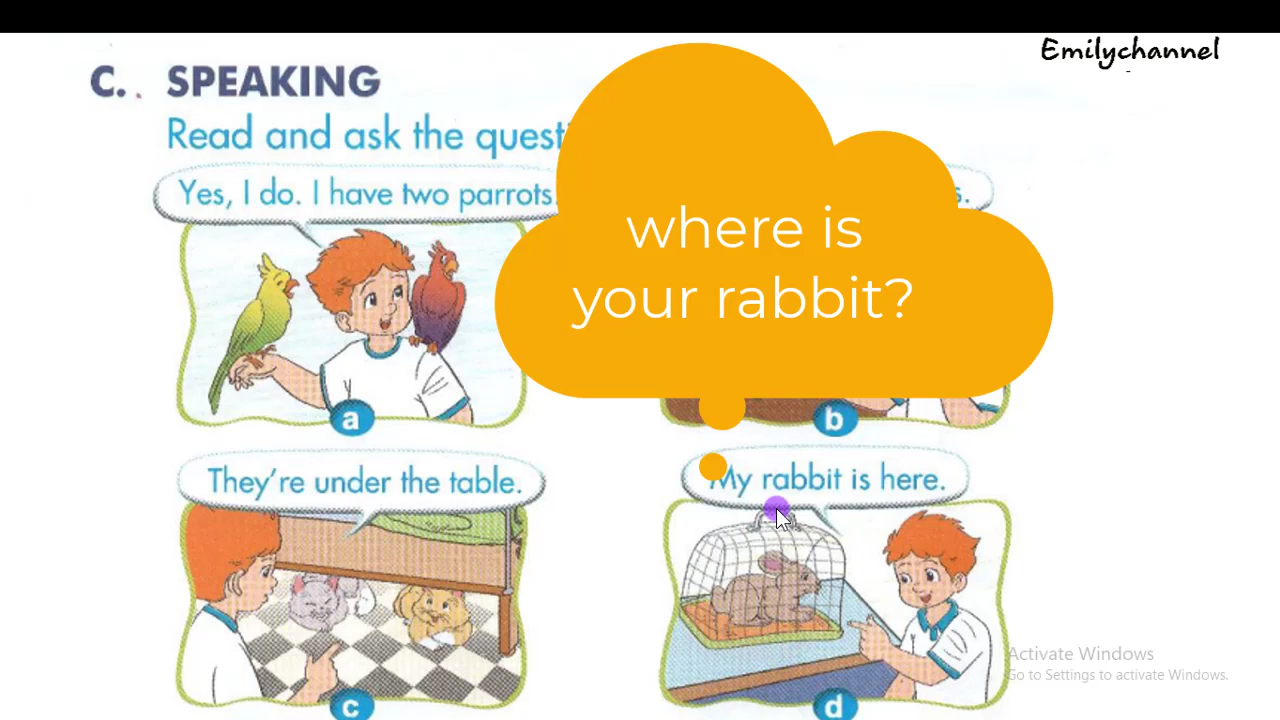 Emilychannel
C. SPEAKING
Read and ask the
Yes, I do. I have two parrots.
where is
your rabbit?
a
b
They're under the table.
My rabbit is here.
c
d
Activate Windows
Go to Settings to activate Windows.